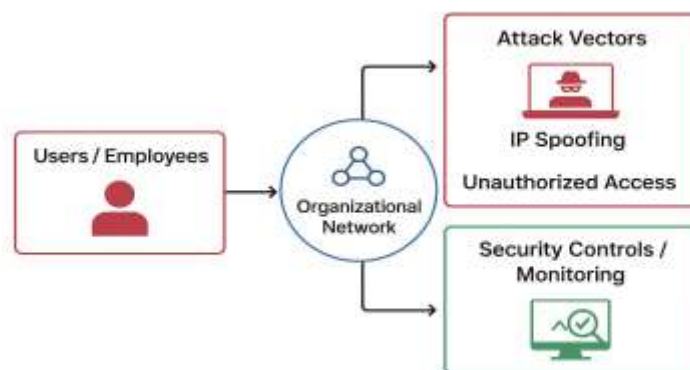 Users / Employees
Organizational
Network
Attack Vectors
IP Spoofing
Unauthorized Access
Security Controls /
Monitoring